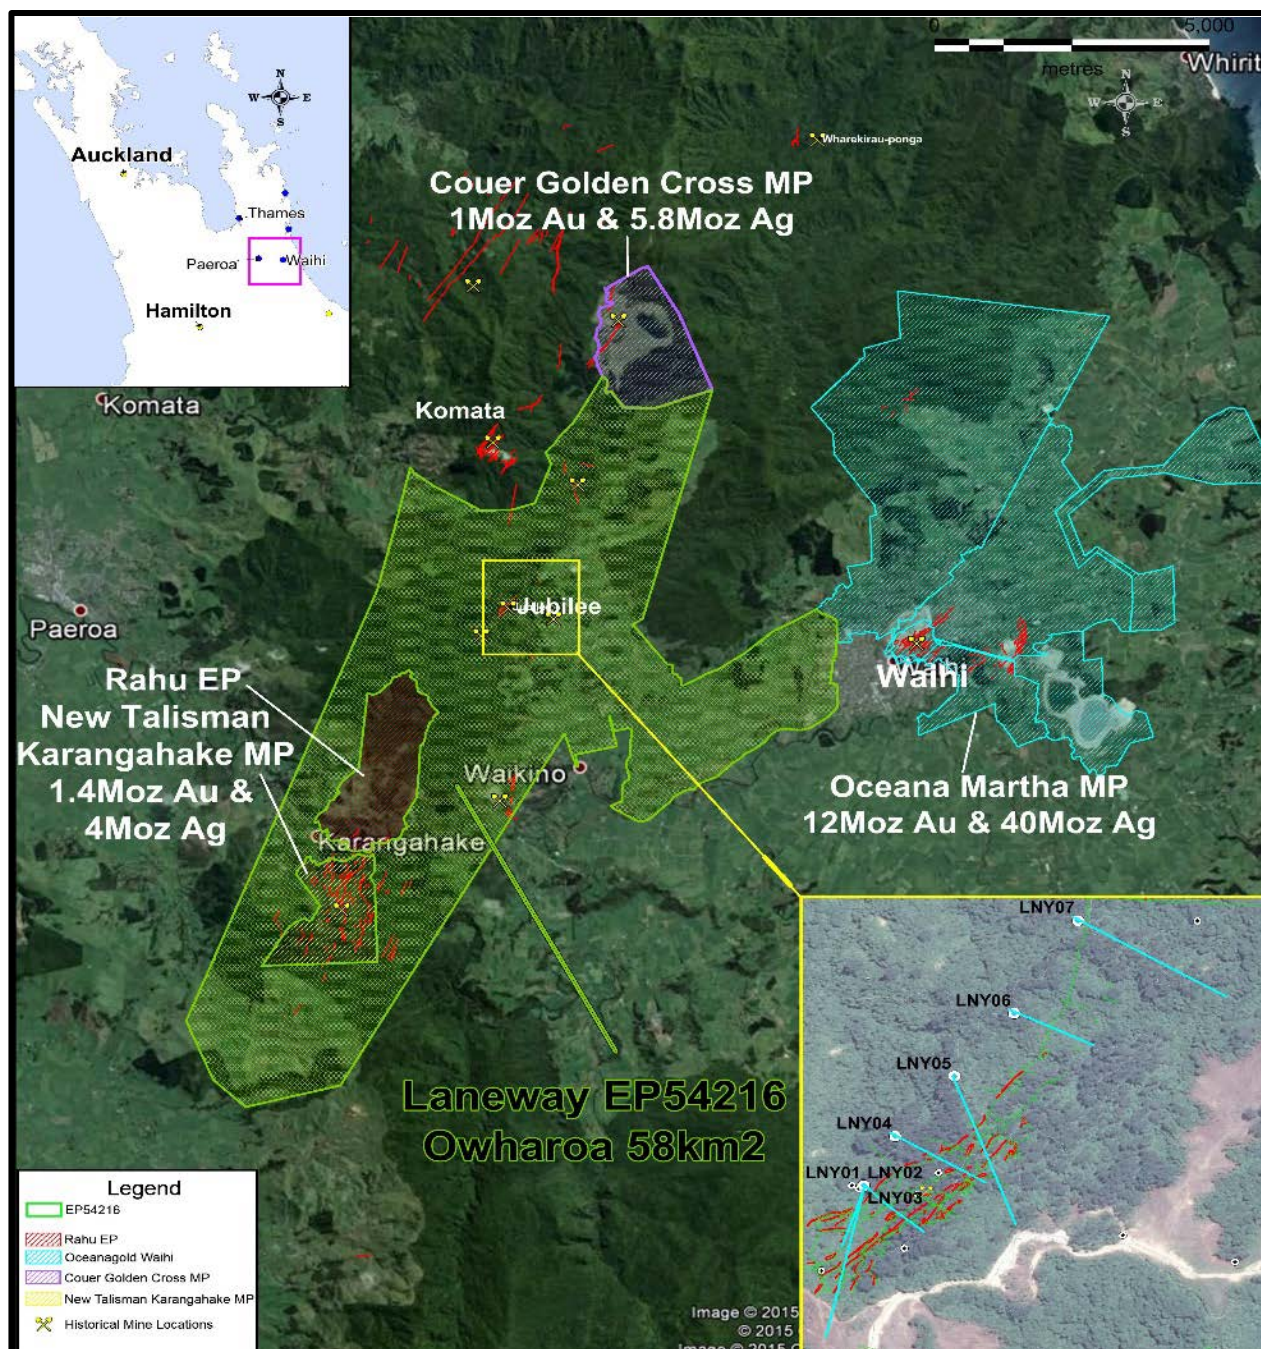 0 5,000
metres
N
W E
S
Whirit
N
W E
S
Auckland
Thames
Paeroa
Waihi
Hamilton
Wharekirau-ponga
Couer Golden Cross MP
1Moz Au & 5.8Moz Ag
Komata
Komata
Jubilee
Paeroa
Waihi
Rahu EP
New Talisman
Karangahake MP
1.4Moz Au &
4Moz Ag
Waikino
Karangahake
Oceana Martha MP
12Moz Au & 40Moz Ag
LNY07
LNY06
LNY05
LNY04
LNY01 LNY02
LNY03
Laneway EP54216
Owharoa 58km2
Legend
EP54216
Rahu EP
Oceanagold Waihi
Couer Golden Cross MP
New Talisman Karangahake MP
Historical Mine Locations
Image © 2015
© 2015
Image © 2015